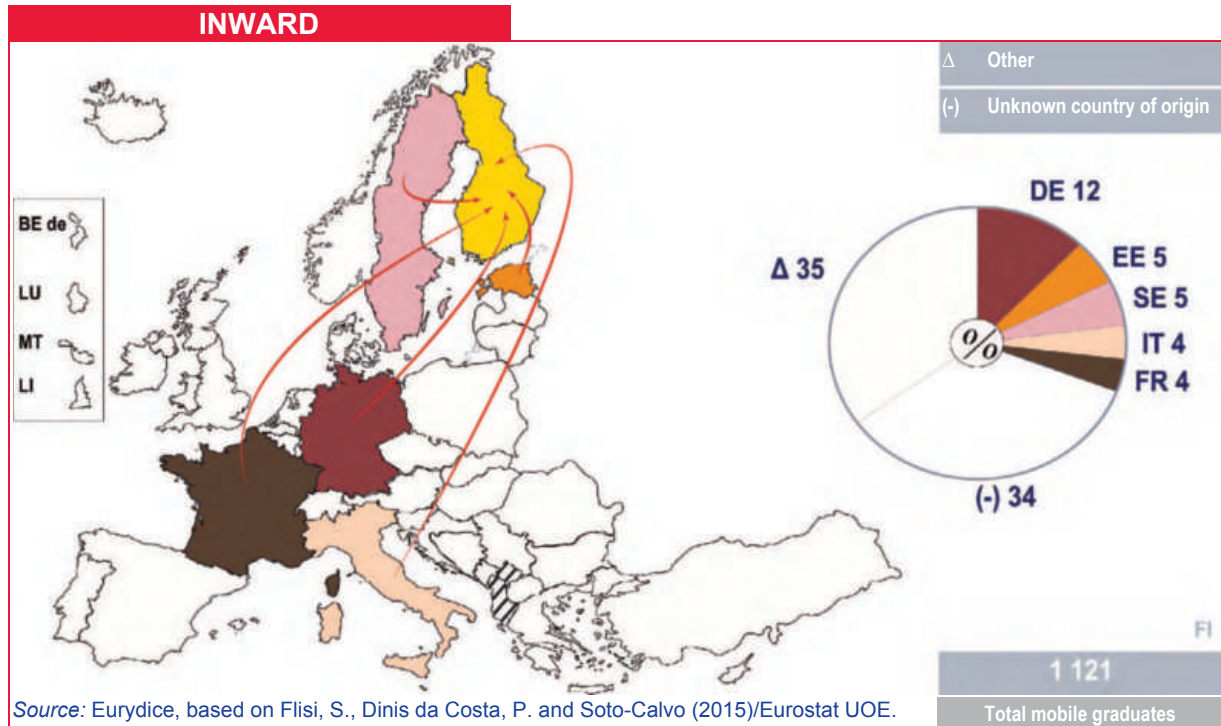 INWARD
Δ Other
(-) Unknown country of origin
BE de
LU
MT
LI
DE 12
EE 5
SE 5
IT 4
FR 4
(-) 34
Δ 35
%
FI
1 121
Total mobile graduates
Source: Eurydice, based on Flisi, S., Dinis da Costa, P. and Soto-Calvo (2015)/Eurostat UOE.